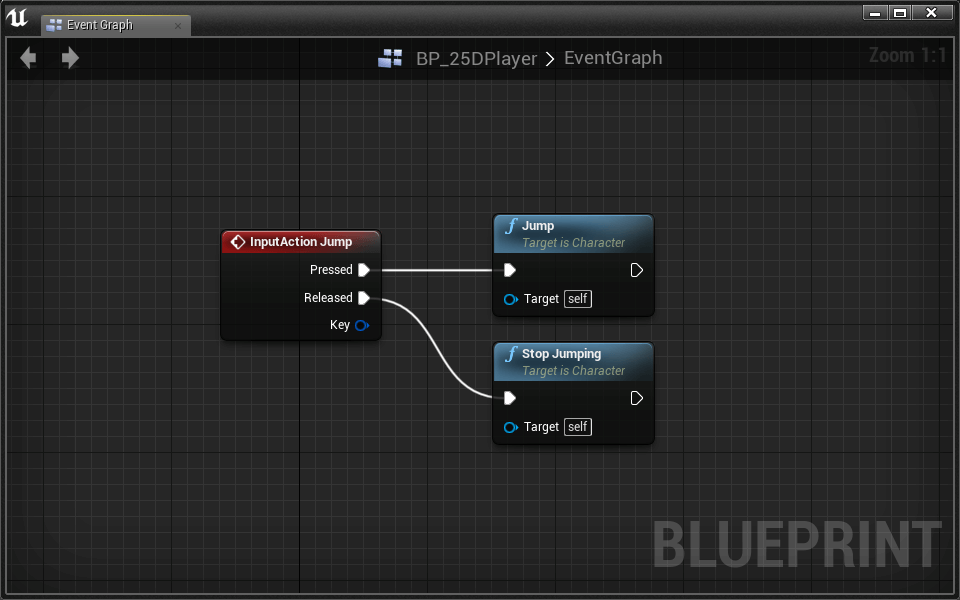 Event Graph
BP_25DPlayer > EventGraph
Zoom 1:1
InputAction Jump
Pressed
Released
Key
Jump
Target is Character
Target self
Stop Jumping
Target is Character
Target self
BLUEPRINT